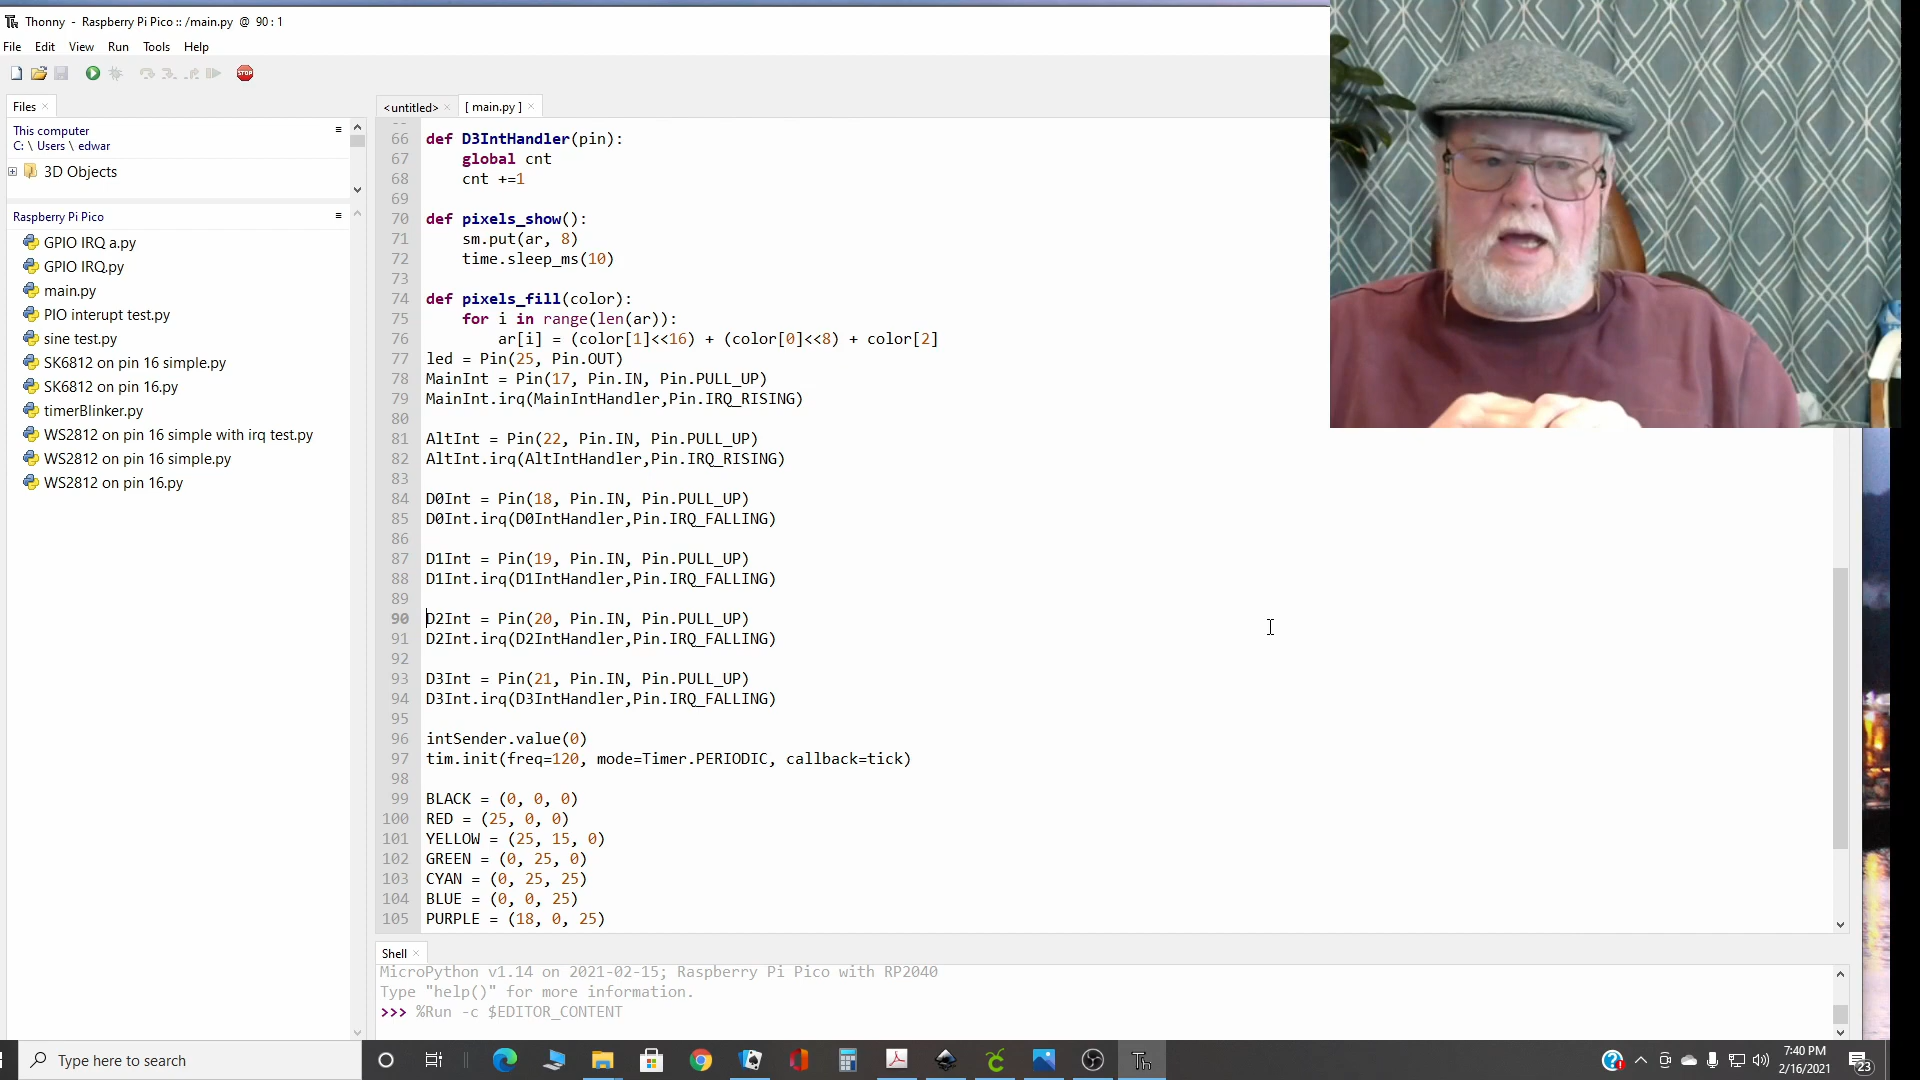 Thonny - Raspberry Pi Pico :: /main.py @ 90 : 1
File Edit View Run Tools Help
STOP
Files
This computer
C: \ Users \ edwar
3D Objects
Raspberry Pi Pico
GPIO IRQ a.py
GPIO IRQ.py
main.py
PIO interupt test.py
sine test.py
SK6812 on pin 16 simple.py
SK6812 on pin 16.py
timerBlinker.py
WS2812 on pin 16 simple with irq test.py
WS2812 on pin 16 simple.py
WS2812 on pin 16.py
<untitled> [ main.py ]
66 def D3IntHandler(pin):
67 global cnt
68 cnt +=1
69
70 def pixels_show():
71 sm.put(ar, 8)
72 time.sleep_ms(10)
73
74 def pixels_fill(color):
75 for i in range(len(ar)):
76 ar[i] = (color[1]<<16) + (color[0]<<8) + color[2]
77 led = Pin(25, Pin.OUT)
78 MainInt = Pin(17, Pin.IN, Pin.PULL_UP)
79 MainInt.irq(MainIntHandler,Pin.IRQ_RISING)
80
81 AltInt = Pin(22, Pin.IN, Pin.PULL_UP)
82 AltInt.irq(AltIntHandler,Pin.IRQ_RISING)
83
84 D0Int = Pin(18, Pin.IN, Pin.PULL_UP)
85 D0Int.irq(D0IntHandler,Pin.IRQ_FALLING)
86
87 D1Int = Pin(19, Pin.IN, Pin.PULL_UP)
88 D1Int.irq(D1IntHandler,Pin.IRQ_FALLING)
89
90 D2Int = Pin(20, Pin.IN, Pin.PULL_UP)
91 D2Int.irq(D2IntHandler,Pin.IRQ_FALLING)
92
93 D3Int = Pin(21, Pin.IN, Pin.PULL_UP)
94 D3Int.irq(D3IntHandler,Pin.IRQ_FALLING)
95
96 intSender.value(0)
97 tim.init(freq=120, mode=Timer.PERIODIC, callback=tick)
98
99 BLACK = (0, 0, 0)
100 RED = (25, 0, 0)
101 YELLOW = (25, 15, 0)
102 GREEN = (0, 25, 0)
103 CYAN = (0, 25, 25)
104 BLUE = (0, 0, 25)
105 PURPLE = (18, 0, 25)
Shell
MicroPython v1.14 on 2021-02-15; Raspberry Pi Pico with RP2040
Type "help()" for more information.
>>> %Run -c $EDITOR_CONTENT
Type here to search
Th
7:40 PM
2/16/2021
23